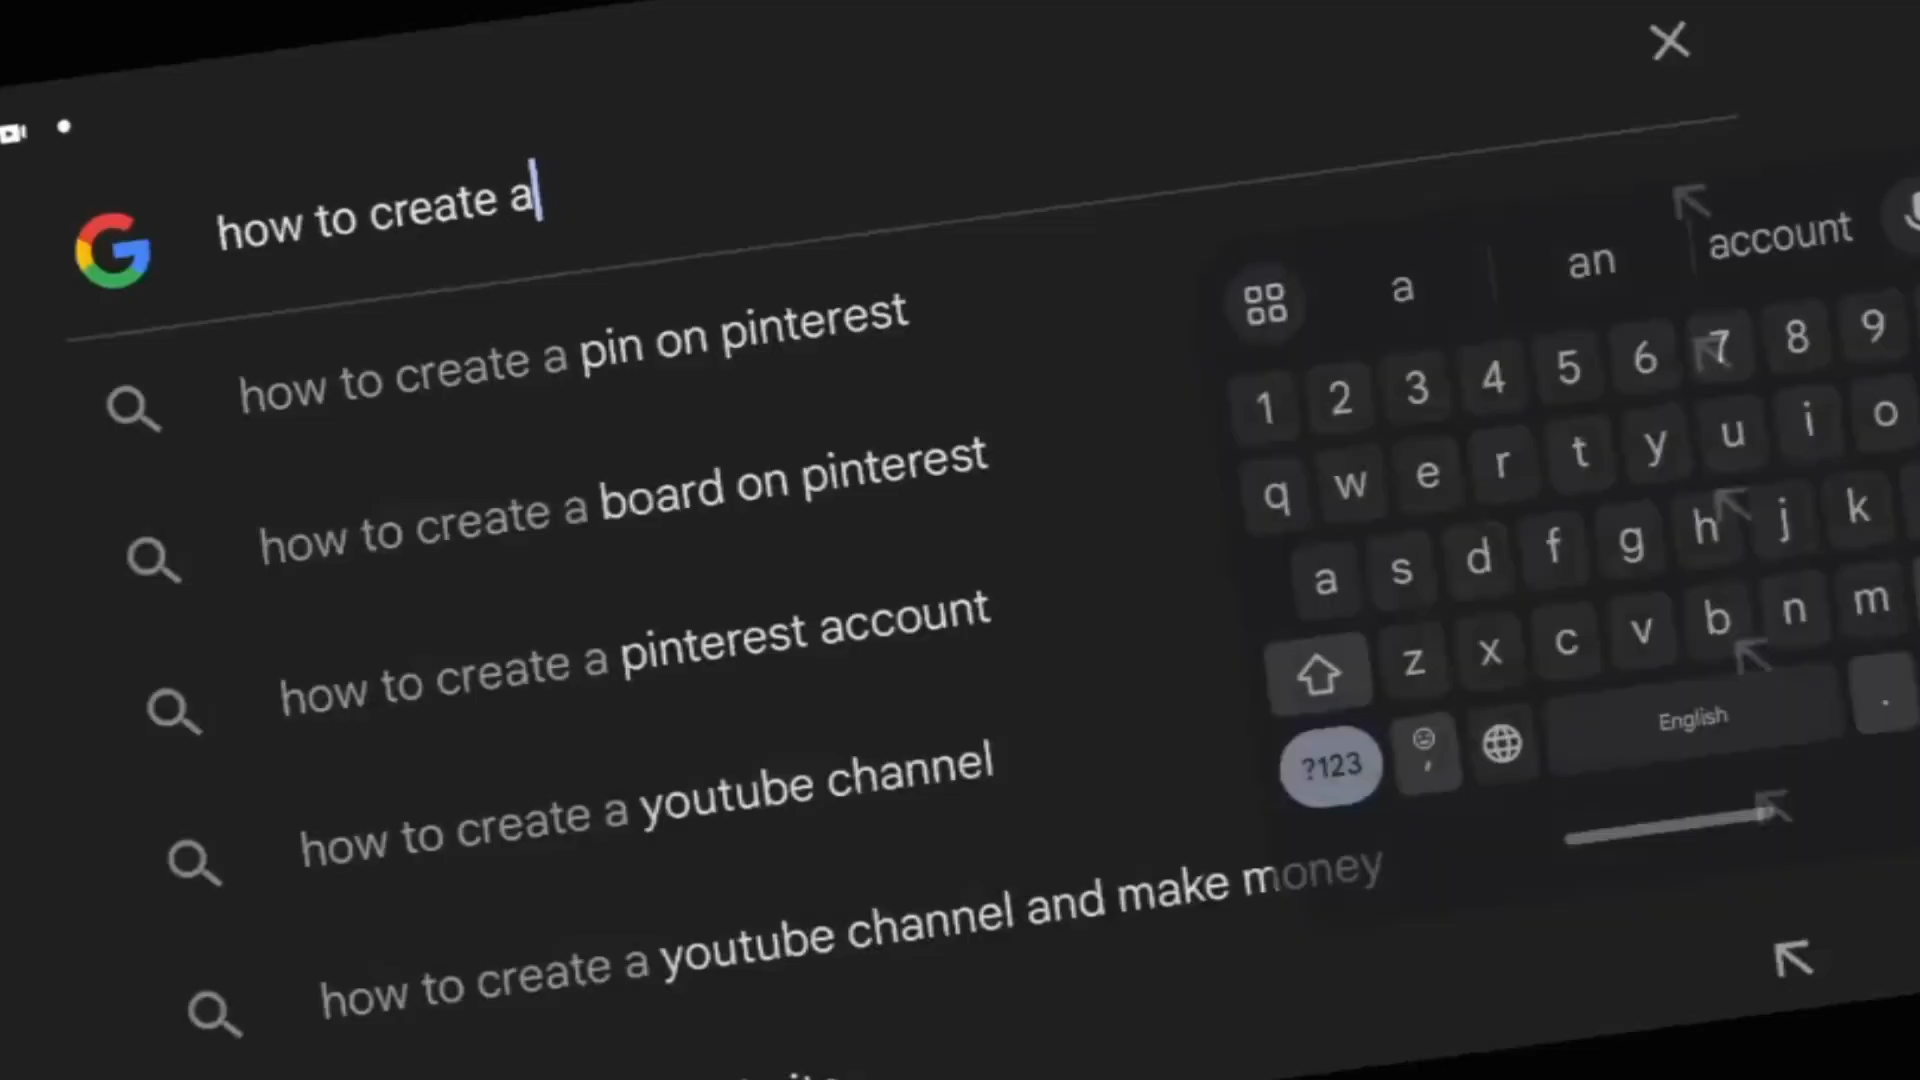 how to create a
how to create a pin on pinterest
how to create a board on pinterest
how to create a pinterest account
how to create a youtube channel
how to create a youtube channel and make money
a an account
1 2 3 4 5 6 7 8 9
q w e r t y u i o
a s d f g h j k
z x c v b n m
?123 , English .